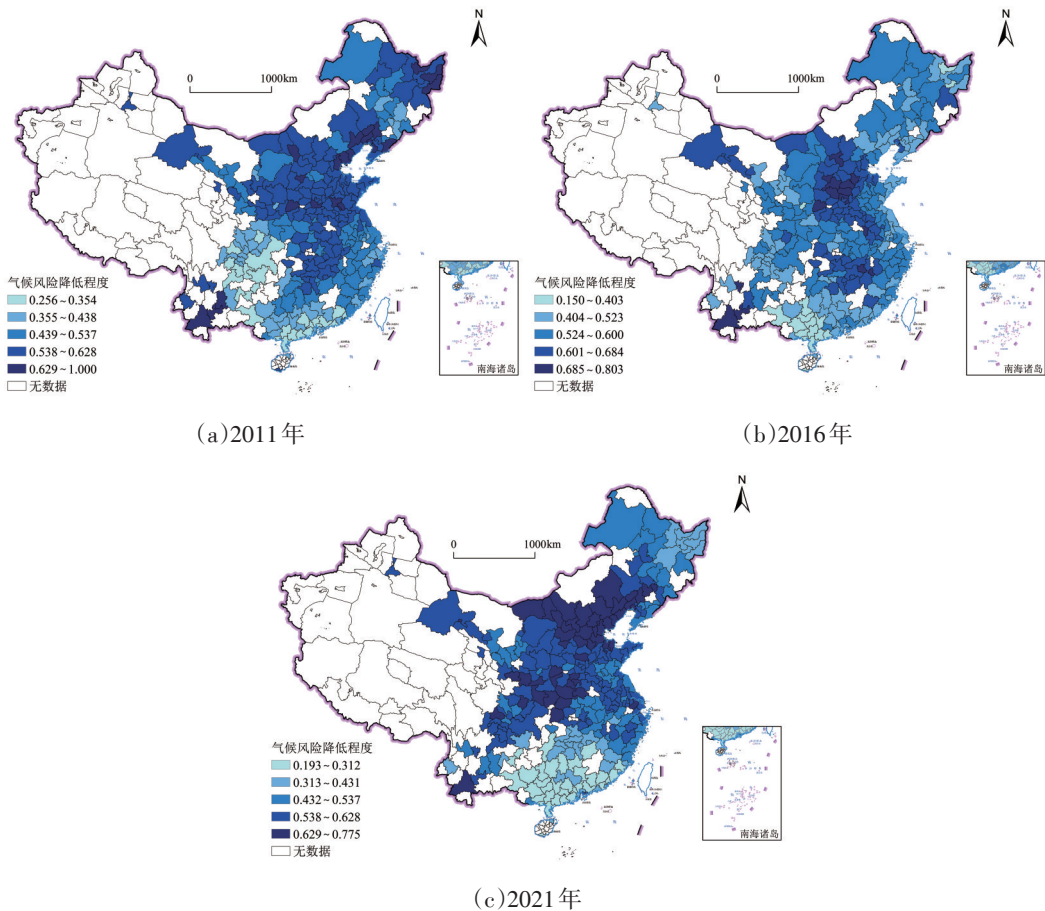 N
0 1000km
气候风险降低程度
0.256~0.354
0.355~0.438
0.439~0.537
0.538~0.628
0.629~1.000
无数据
南海诸岛
(a)2011年
N
0 1000km
气候风险降低程度
0.150~0.403
0.404~0.523
0.524~0.600
0.601~0.684
0.685~0.803
无数据
南海诸岛
(b)2016年
N
0 1000km
气候风险降低程度
0.193~0.312
0.313~0.431
0.432~0.537
0.538~0.628
0.629~0.775
无数据
南海诸岛
(c)2021年